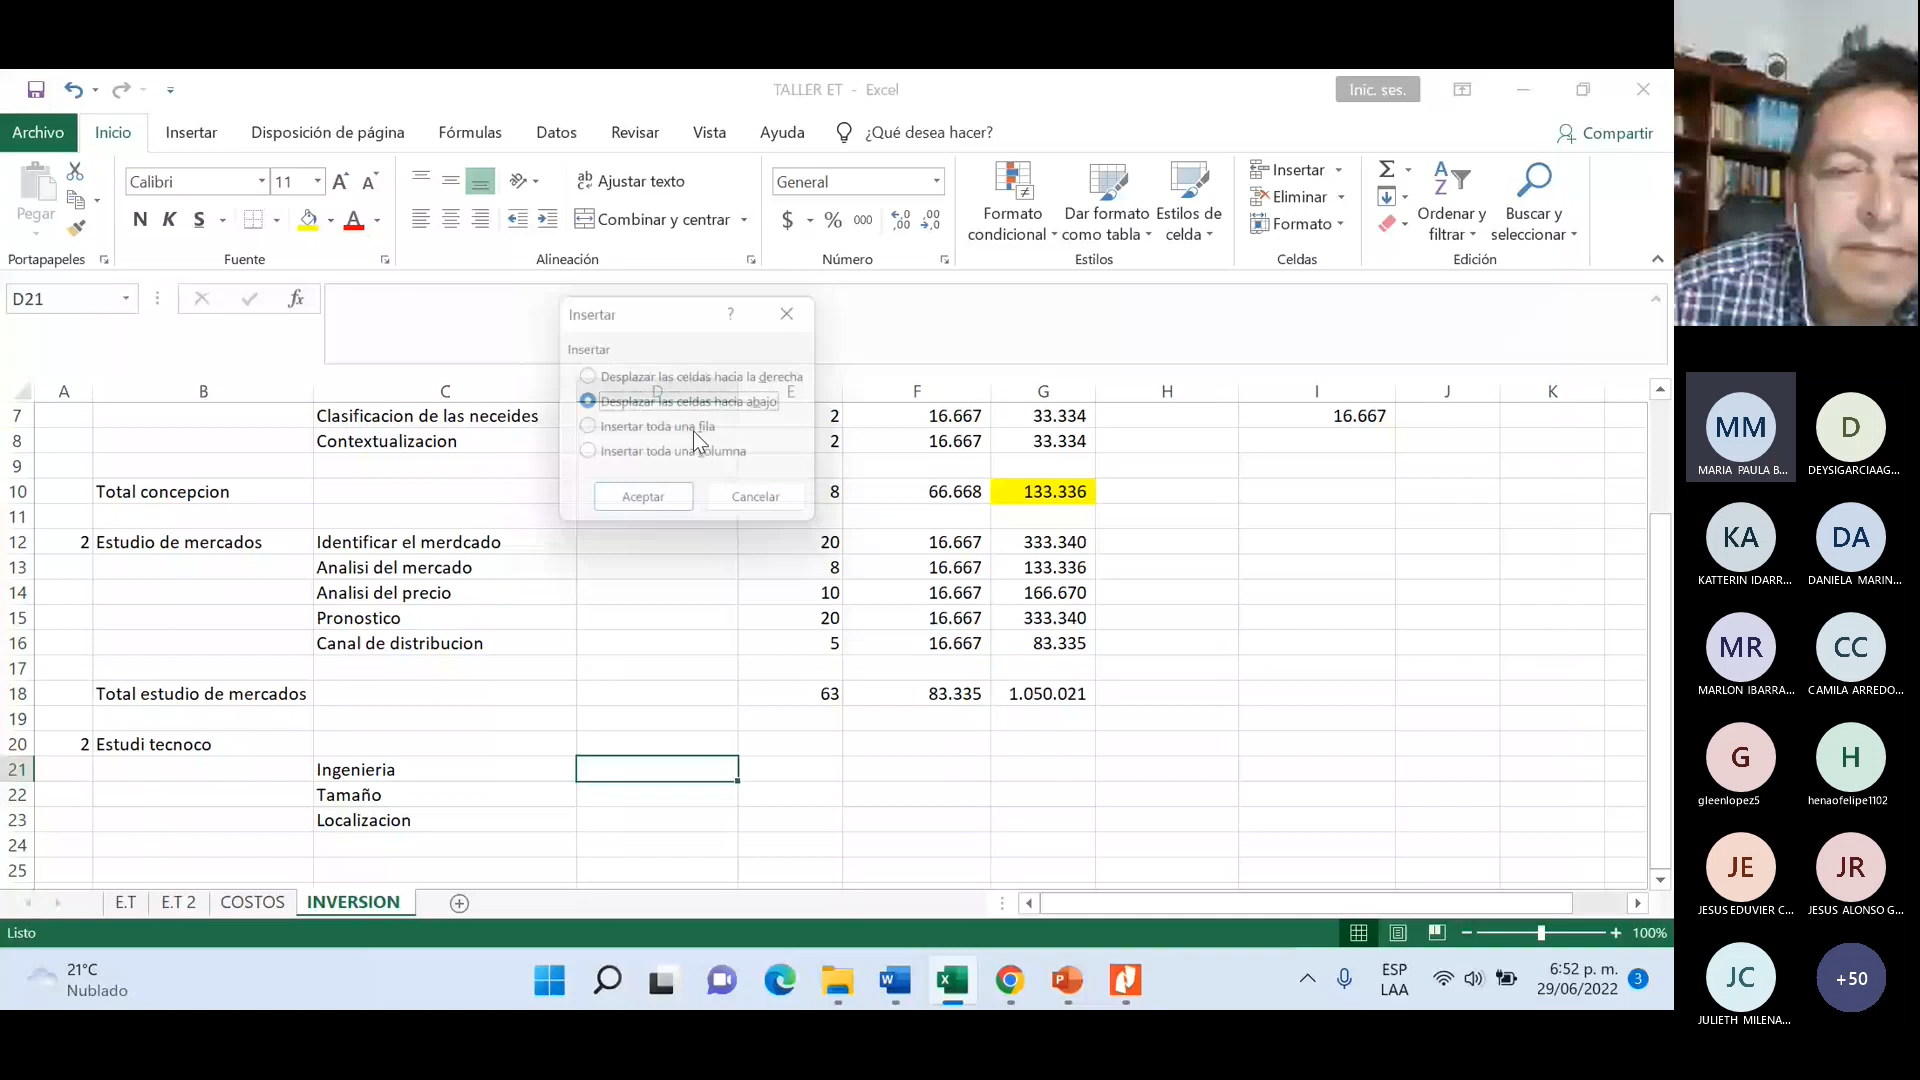 TALLER ET - Excel
Inic. ses.
Archivo Inicio Insertar Disposición de página Fórmulas Datos Revisar Vista Ayuda ¿Qué desea hacer? Compartir
Pegar
Portapapeles
Calibri 11
N K S
Fuente
Ajustar texto
Combinar y centrar
Alineación
General
$ % 000
Número
Formato condicional
Dar formato como tabla
Estilos de celda
Estilos
Insertar
Eliminar
Formato
Celdas
Ordenar y filtrar
Buscar y seleccionar
Edición
D21 fx
Insertar ?
Insertar
Desplazar las celdas hacia la derecha
Desplazar las celdas hacia abajo
Insertar toda una fila
Insertar toda una columna
Aceptar Cancelar
A B C D E F G H I J K
7 Clasificacion de las neceides 2 16.667 33.334 16.667
8 Contextualizacion 2 16.667 33.334
9
10 Total concepcion 8 66.668 133.336
11
12 2 Estudio de mercados Identificar el merdcado 20 16.667 333.340
13 Analisi del mercado 8 16.667 133.336
14 Analisi del precio 10 16.667 166.670
15 Pronostico 20 16.667 333.340
16 Canal de distribucion 5 16.667 83.335
17
18 Total estudio de mercados 63 83.335 1.050.021
19
20 2 Estudi tecnoco
21 Ingenieria
22 Tamaño
23 Localizacion
24
25
E.T E.T 2 COSTOS INVERSION
Listo 100%
21°C
Nublado
ESP
LAA
6:52 p. m.
29/06/2022
3
MM
MARIA PAULA B...
D
DEYSIGARCIAAG...
KA
KATTERIN IDARR...
DA
DANIELA MARIN...
MR
MARLON IBARRA...
CC
CAMILA ARREDO...
G
gleenlopez5
H
henaofelipe1102
JE
JESUS EDUVIER C...
JR
JESUS ALONSO G...
JC
JULIETH MILENA...
+50